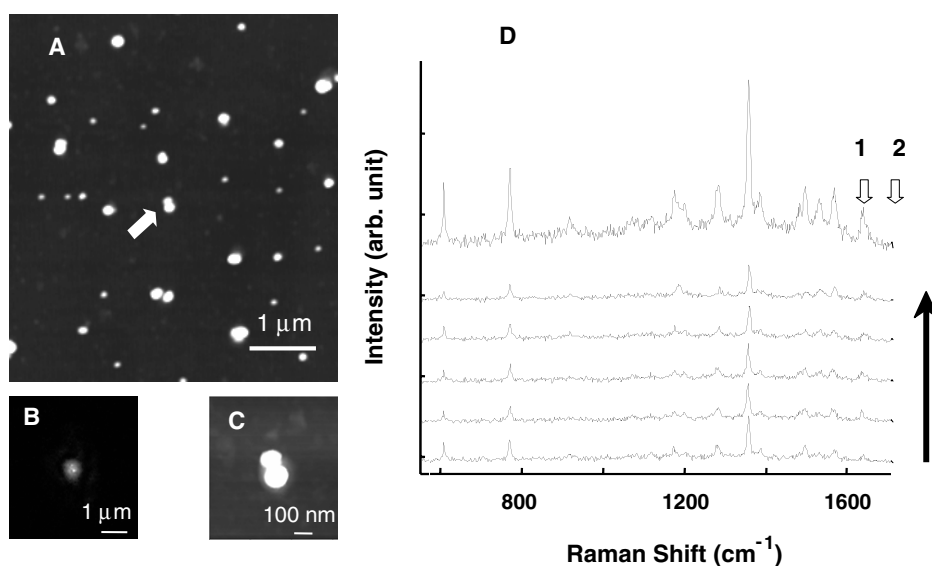 A
1 μm
B
1 μm
C
100 nm
D
Intensity (arb. unit)
1
2
800
1200
1600
Raman Shift (cm⁻¹)